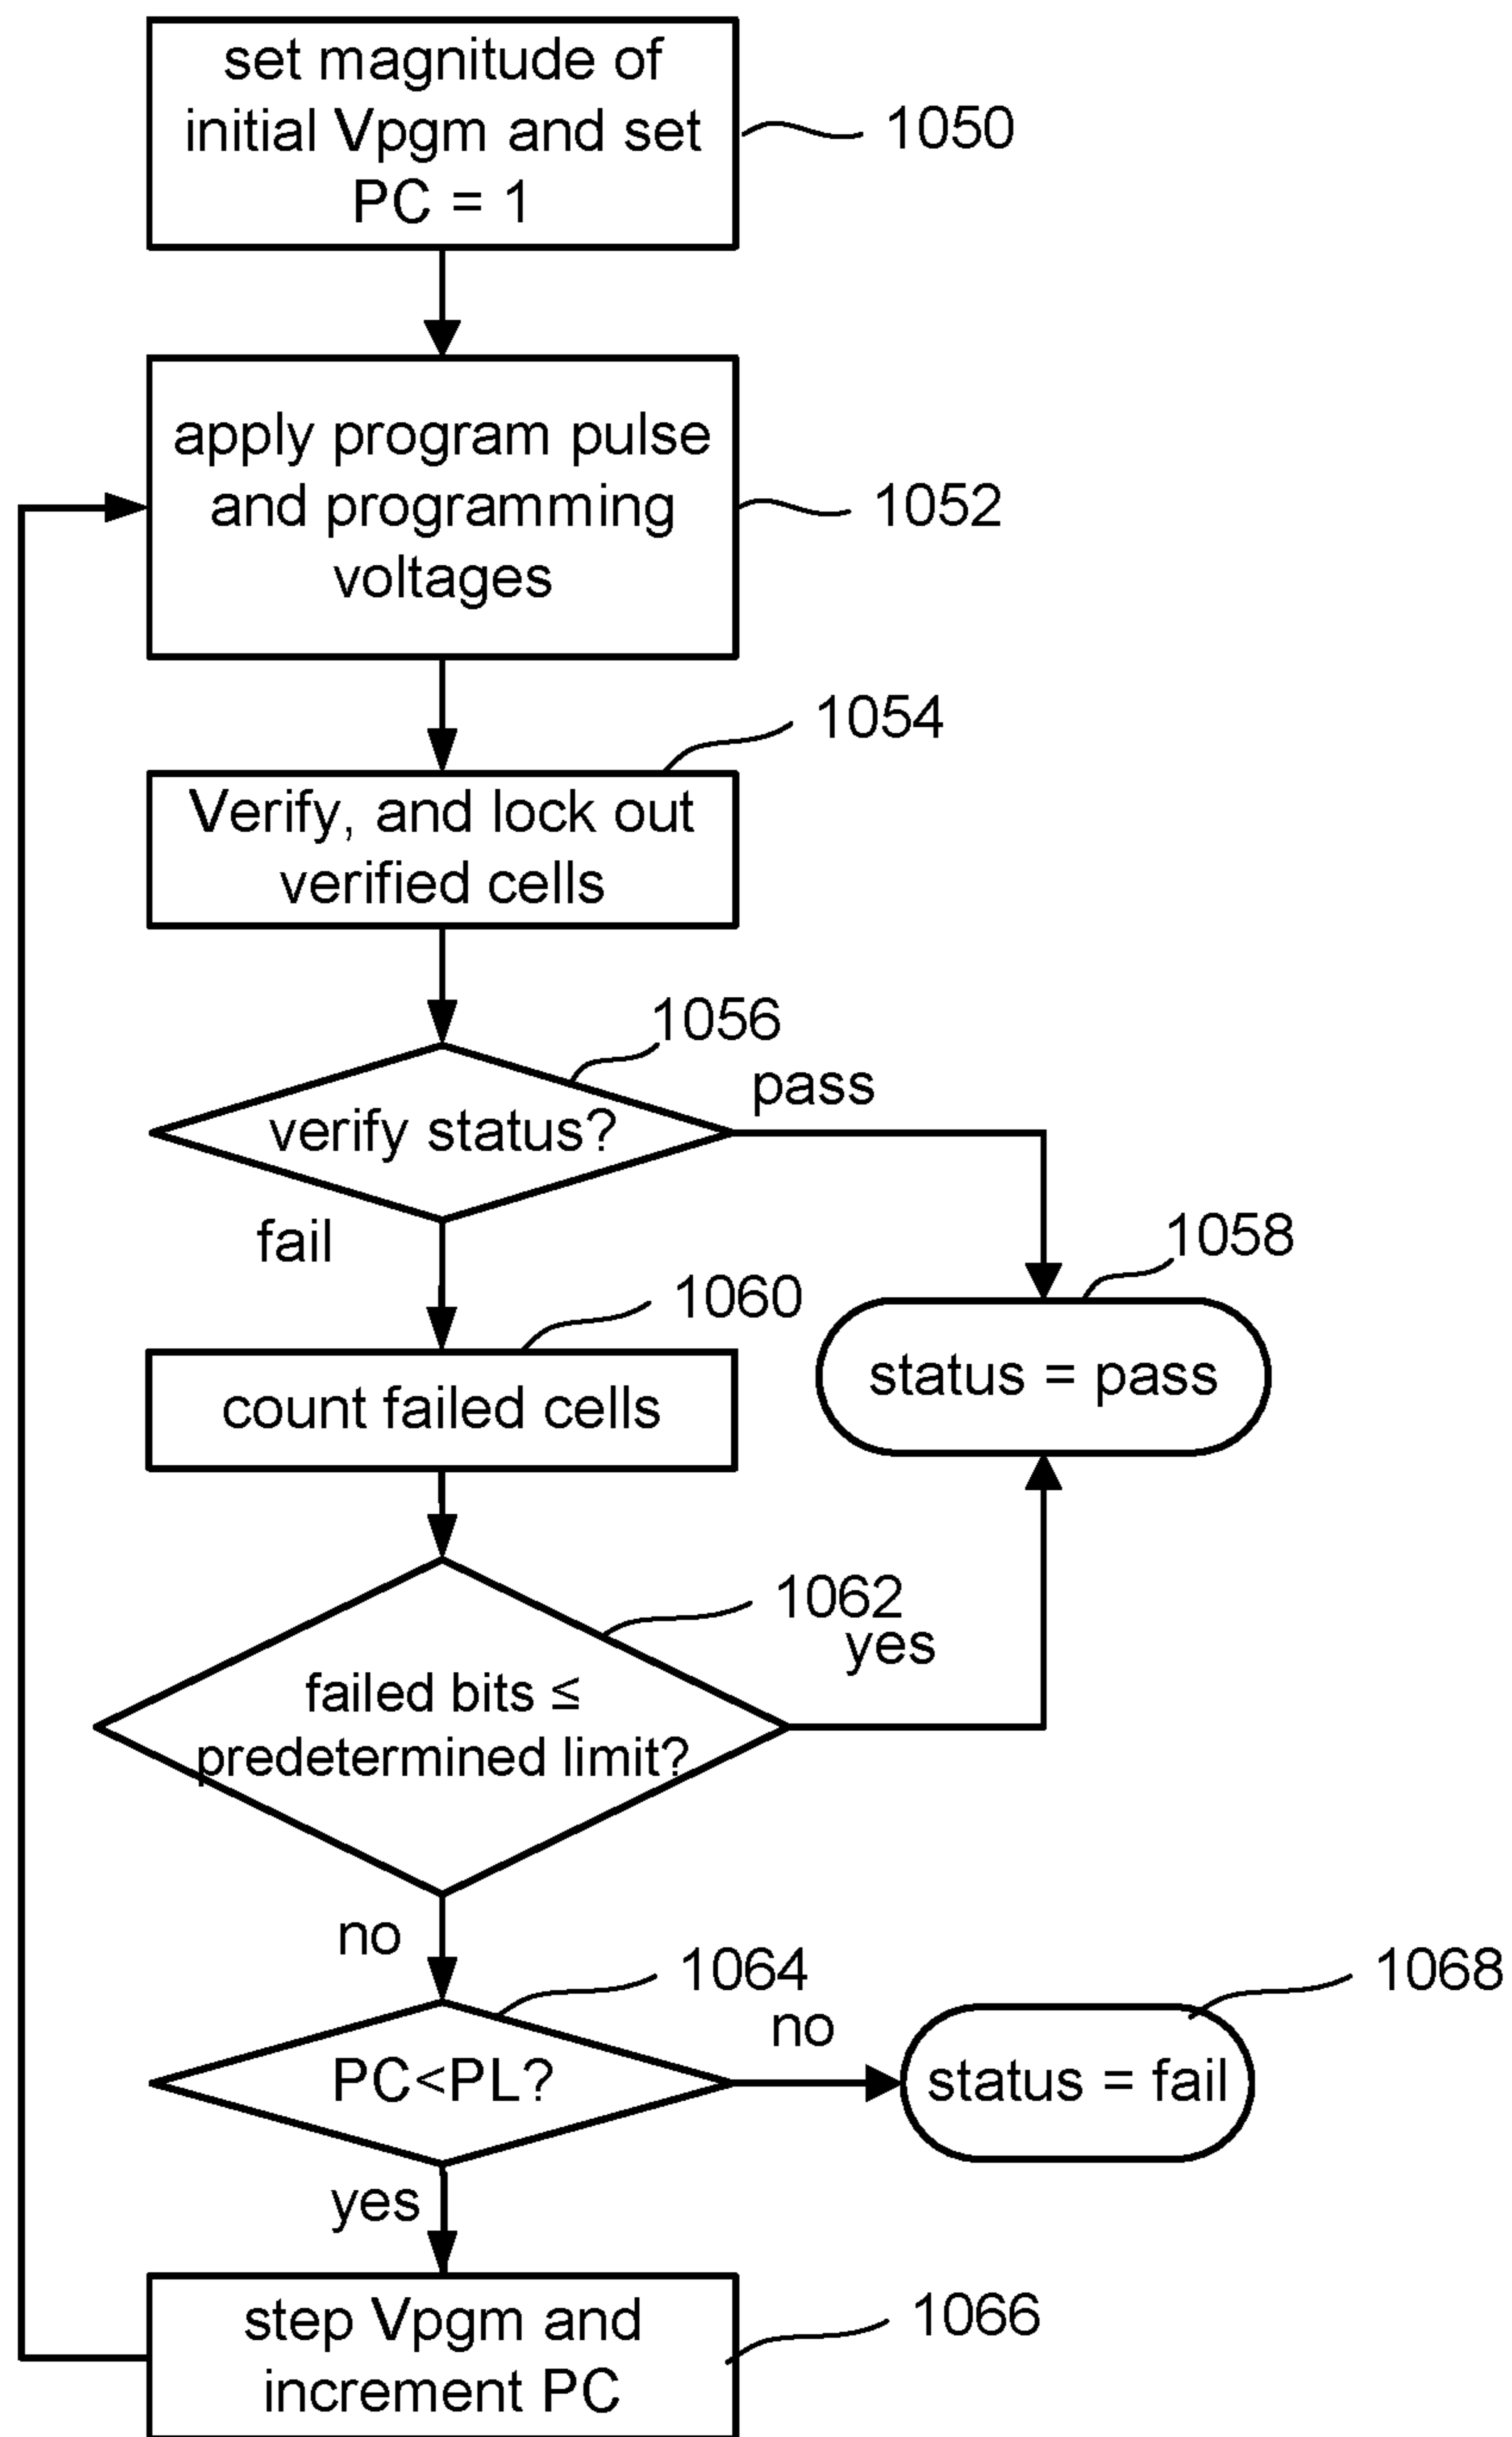 set magnitude of
initial Vpgm and set
PC = 1
1050
apply program pulse
and programming
voltages
1052
1054
Verify, and lock out
verified cells
1056
pass
verify status?
fail
1058
1060
status = pass
count failed cells
1062
yes
failed bits ≤
predetermined limit?
no
1064
1068
no
PC<PL?
status = fail
yes
step Vpgm and
increment PC
1066